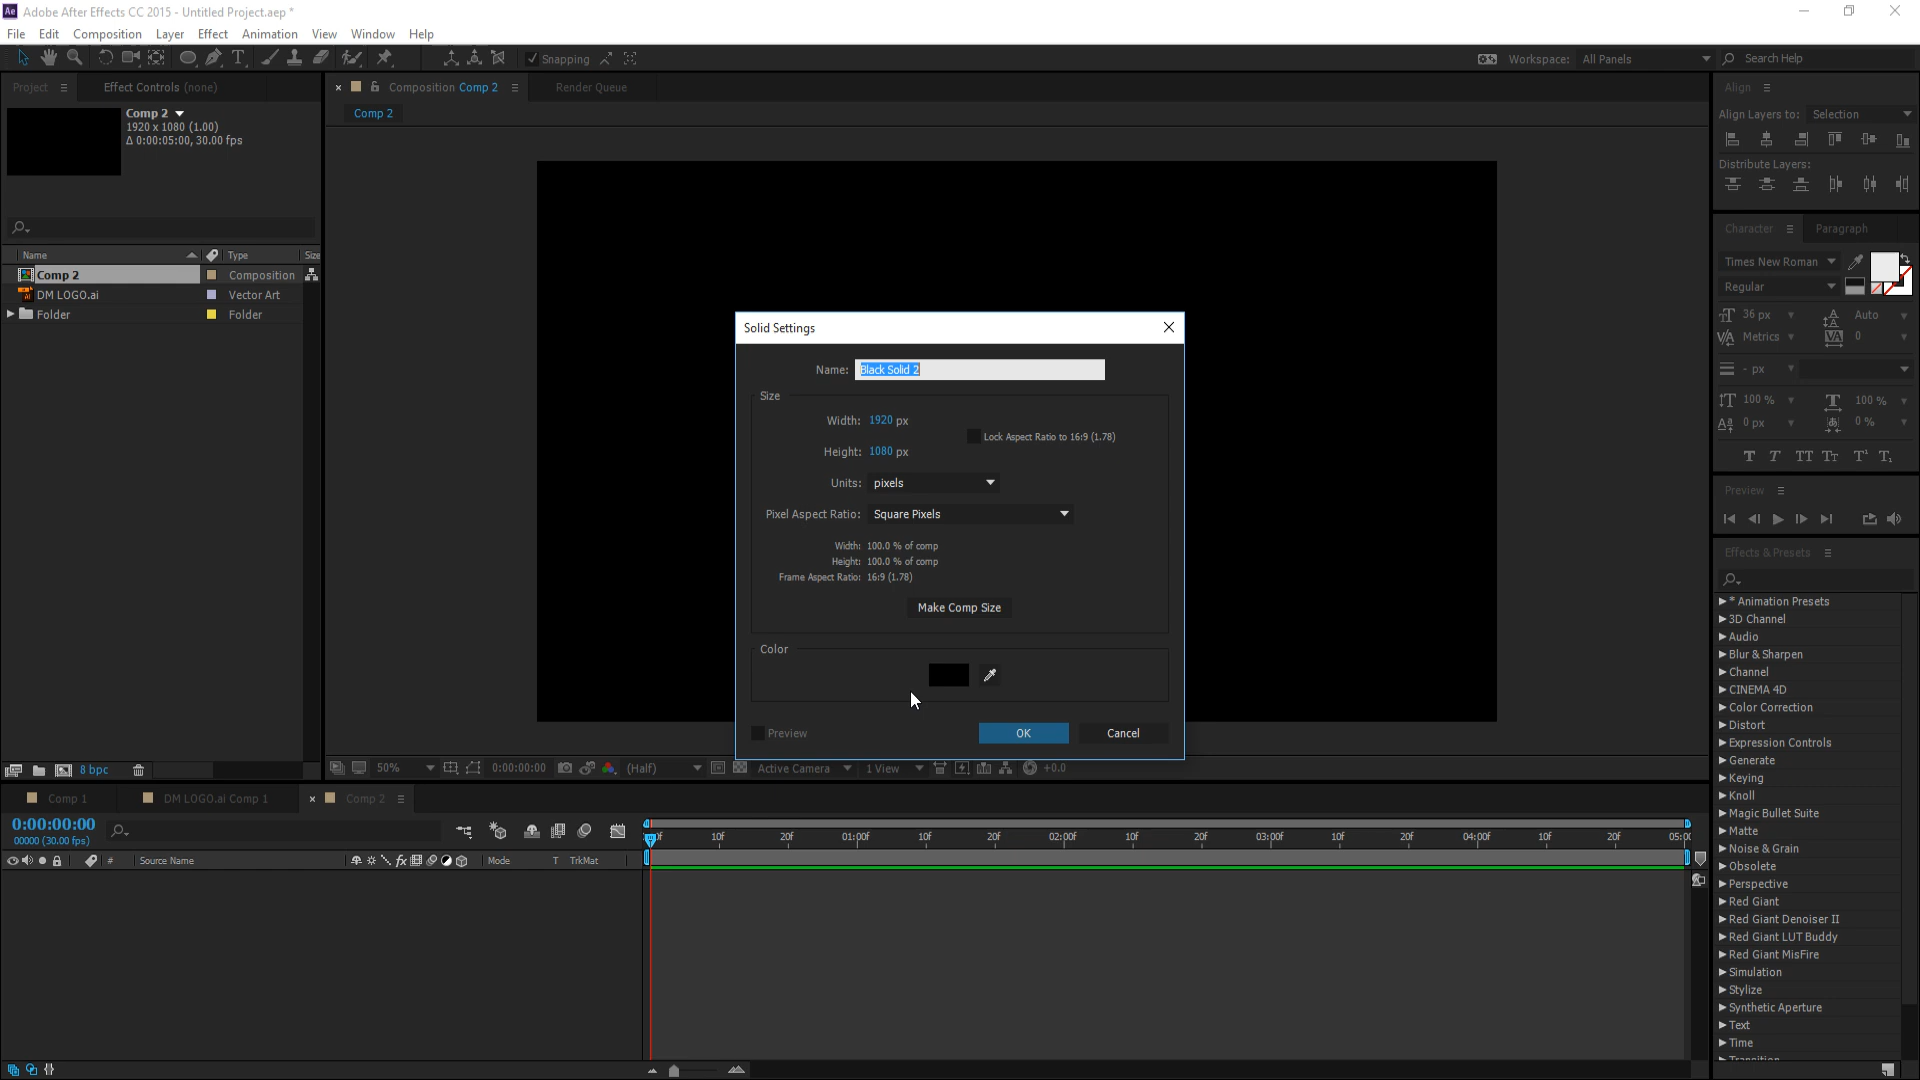 Ae Adobe After Effects CC 2015 - Untitled Project.aep *
File Edit Composition Layer Effect Animation View Window Help
Snapping Workspace: All Panels Search Help
Project Effect Controls (none)
Composition Comp 2 Render Queue
Comp 2
Comp 2
1920 x 1080 (1.00)
Δ 0:00:05:00, 30.00 fps
Name Type Size
Comp 2 Composition
DM LOGO.ai Vector Art
Folder Folder
8 bpc
Solid Settings
Name: Black Solid 2
Size
Width: 1920 px
Lock Aspect Ratio to 16:9 (1.78)
Height: 1080 px
Units: pixels
Pixel Aspect Ratio: Square Pixels
Width: 100.0 % of comp
Height: 100.0 % of comp
Frame Aspect Ratio: 16:9 (1.78)
Make Comp Size
Color
Preview OK Cancel
50% 0:00:00:00 (Half) Active Camera 1 View +0.0
Align
Align Layers to: Selection
Distribute Layers:
Character Paragraph
Times New Roman
Regular
36 px Auto
Metrics 0
- px
100 % 100 %
0 px 0 %
T T TT TT T¹ T₁
Preview
Effects & Presets
* Animation Presets
3D Channel
Audio
Blur & Sharpen
Channel
CINEMA 4D
Color Correction
Distort
Expression Controls
Generate
Keying
Knoll
Magic Bullet Suite
Matte
Noise & Grain
Obsolete
Perspective
Red Giant
Red Giant Denoiser II
Red Giant LUT Buddy
Red Giant MisFire
Simulation
Stylize
Synthetic Aperture
Text
Time
Transition
Comp 1 DM LOGO.ai Comp 1 Comp 2
0:00:00:00
00000 (30.00 fps)
# Source Name fx Mode T TrkMat
10f 20f 01:00f 10f 20f 02:00f 10f 20f 03:00f 10f 20f 04:00f 10f 20f